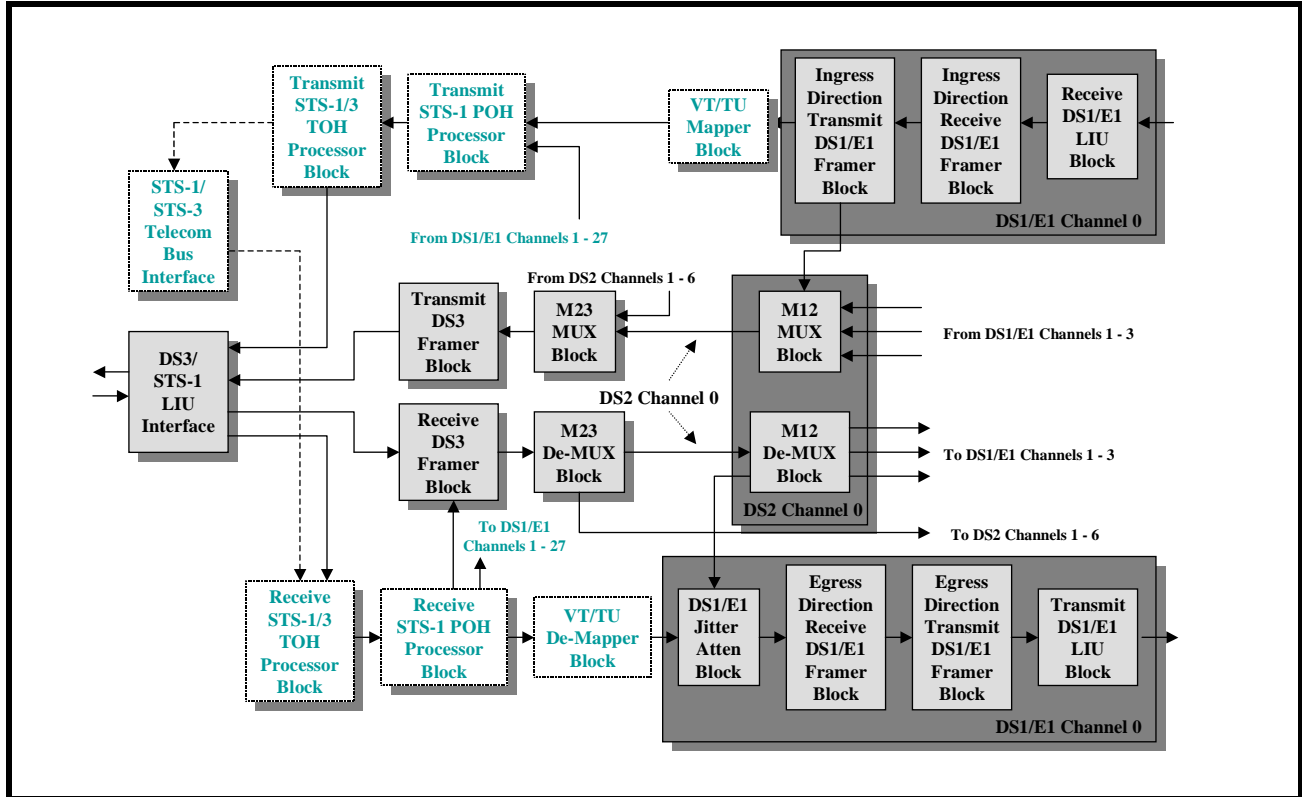 Transmit
STS-1/3
TOH
Processor
Block
Transmit
STS-1 POH
Processor
Block
VT/TU
Mapper
Block
Ingress
Direction
Transmit
DS1/E1
Framer
Block
Ingress
Direction
Receive
DS1/E1
Framer
Block
Receive
DS1/E1
LIU
Block
DS1/E1 Channel 0
STS-1/
STS-3
Telecom
Bus
Interface
From DS1/E1 Channels 1 - 27
From DS2 Channels 1 - 6
Transmit
DS3
Framer
Block
M23
MUX
Block
M12
MUX
Block
From DS1/E1 Channels 1 - 3
DS3/
STS-1
LIU
Interface
DS2 Channel 0
Receive
DS3
Framer
Block
M23
De-MUX
Block
M12
De-MUX
Block
To DS1/E1 Channels 1 - 3
DS2 Channel 0
To DS1/E1
Channels 1 - 27
To DS2 Channels 1 - 6
Receive
STS-1/3
TOH
Processor
Block
Receive
STS-1 POH
Processor
Block
VT/TU
De-Mapper
Block
DS1/E1
Jitter
Atten
Block
Egress
Direction
Receive
DS1/E1
Framer
Block
Egress
Direction
Transmit
DS1/E1
Framer
Block
Transmit
DS1/E1
LIU
Block
DS1/E1 Channel 0